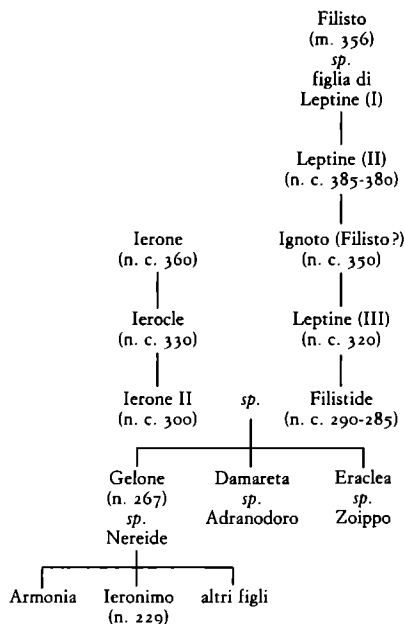 Filisto
(m. 356)
sp.
figlia di
Leptine (I)
Leptine (II)
(n. c. 385-380)
Ierone
(n. c. 360)
Ignoto (Filisto?)
(n. c. 350)
Ierocle
(n. c. 330)
Leptine (III)
(n. c. 320)
Ierone II
(n. c. 300)
sp.
Filistide
(n. c. 290-285)
Gelone
(n. 267)
sp.
Nereide
Damareta
sp.
Adranodoro
Eraclea
sp.
Zoippo
Armonia
Ieronimo
(n. 229)
altri figli